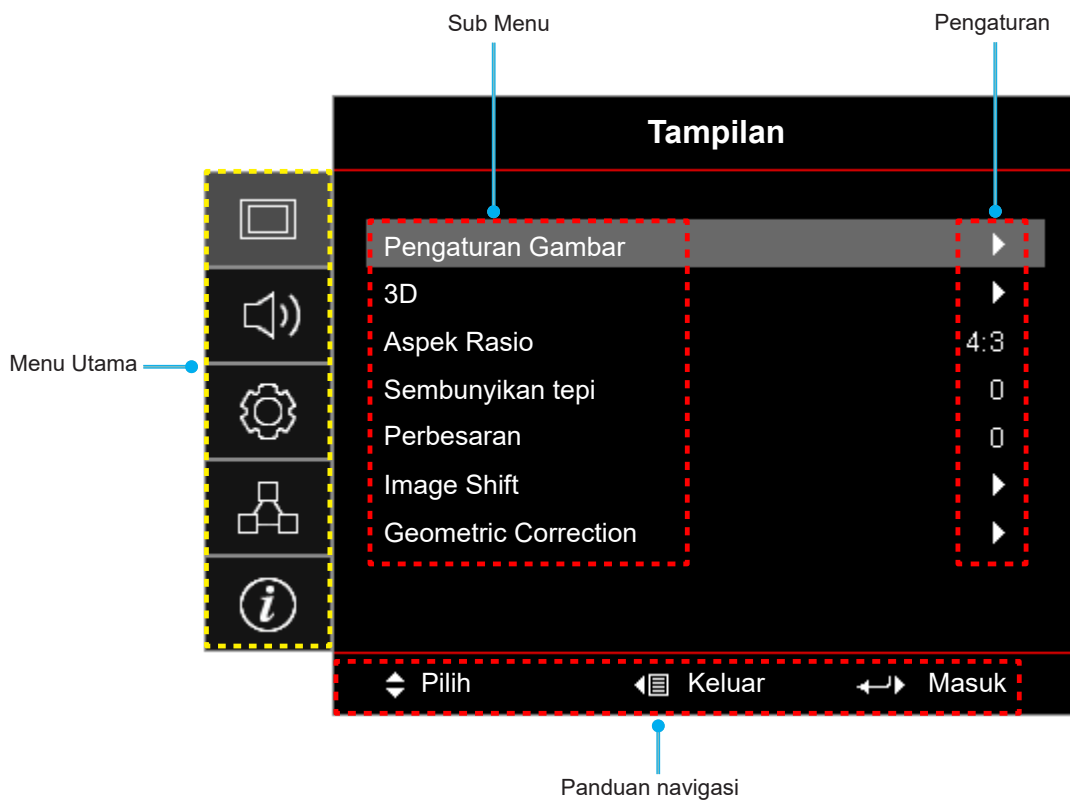 Sub Menu
Pengaturan
Tampilan
Pengaturan Gambar
3D
Aspek Rasio 4:3
Menu Utama
Sembunyikan tepi 0
Perbesaran 0
Image Shift
Geometric Correction
i
Pilih Keluar Masuk
Panduan navigasi